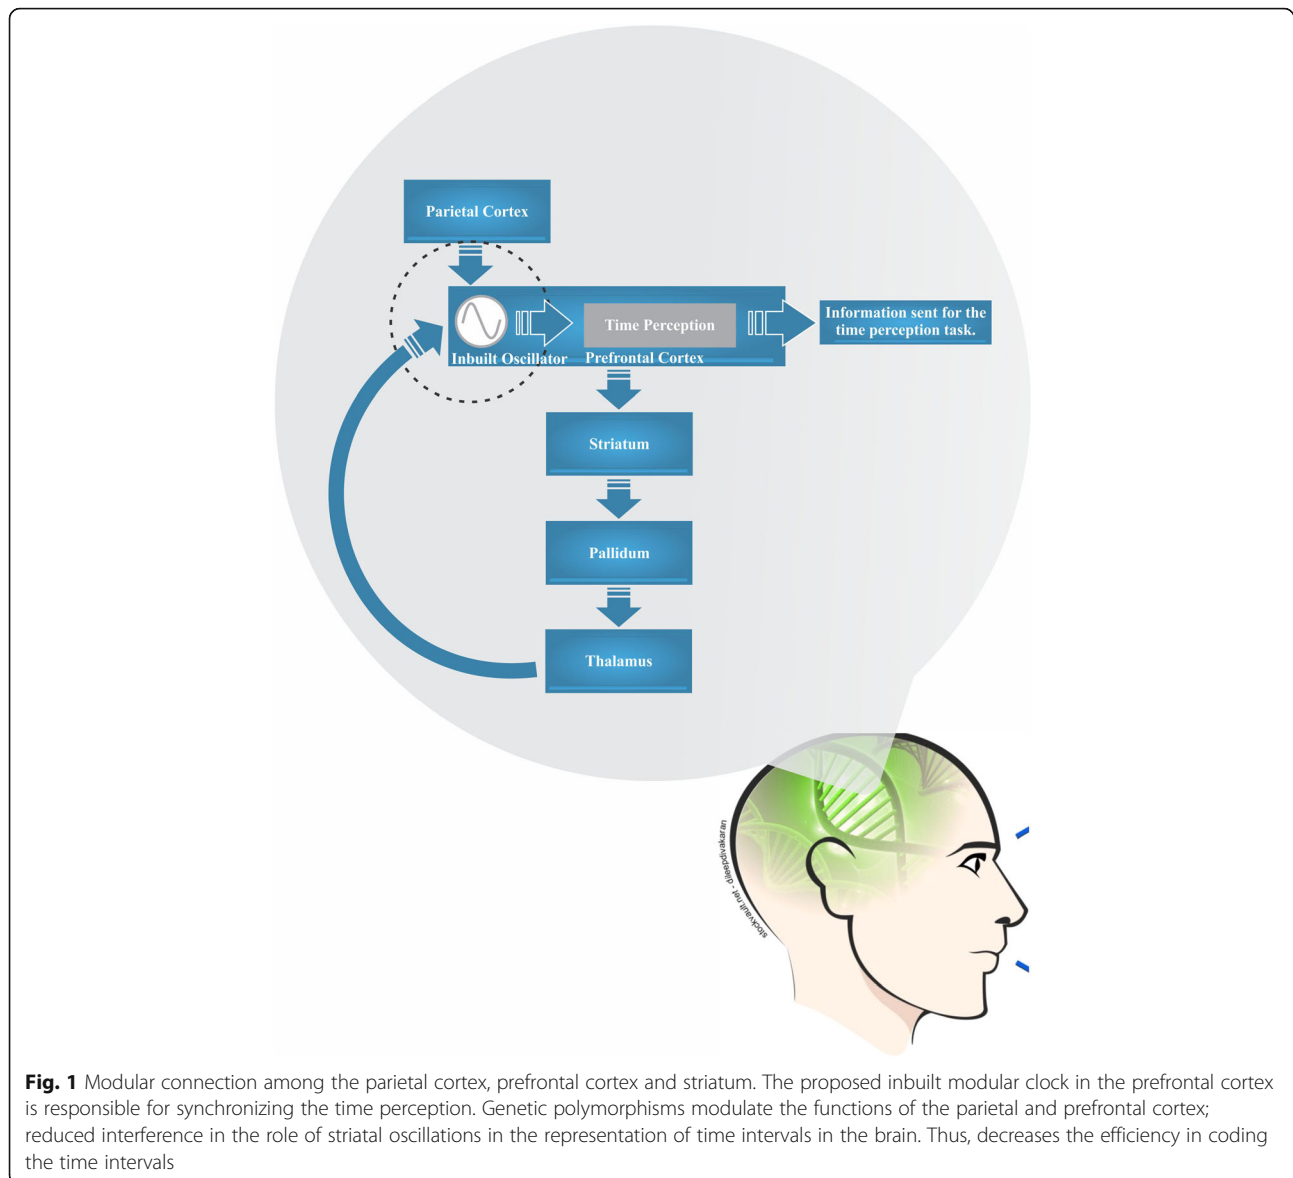 Parietal Cortex
Time Perception
Inbuilt Oscillator
Prefrontal Cortex
Information sent for the
time perception task.
Striatum
Pallidum
Thalamus
stockvault.net - dileepdivakaran
Fig. 1 Modular connection among the parietal cortex, prefrontal cortex and striatum. The proposed inbuilt modular clock in the prefrontal cortex
is responsible for synchronizing the time perception. Genetic polymorphisms modulate the functions of the parietal and prefrontal cortex;
reduced interference in the role of striatal oscillations in the representation of time intervals in the brain. Thus, decreases the efficiency in coding
the time intervals